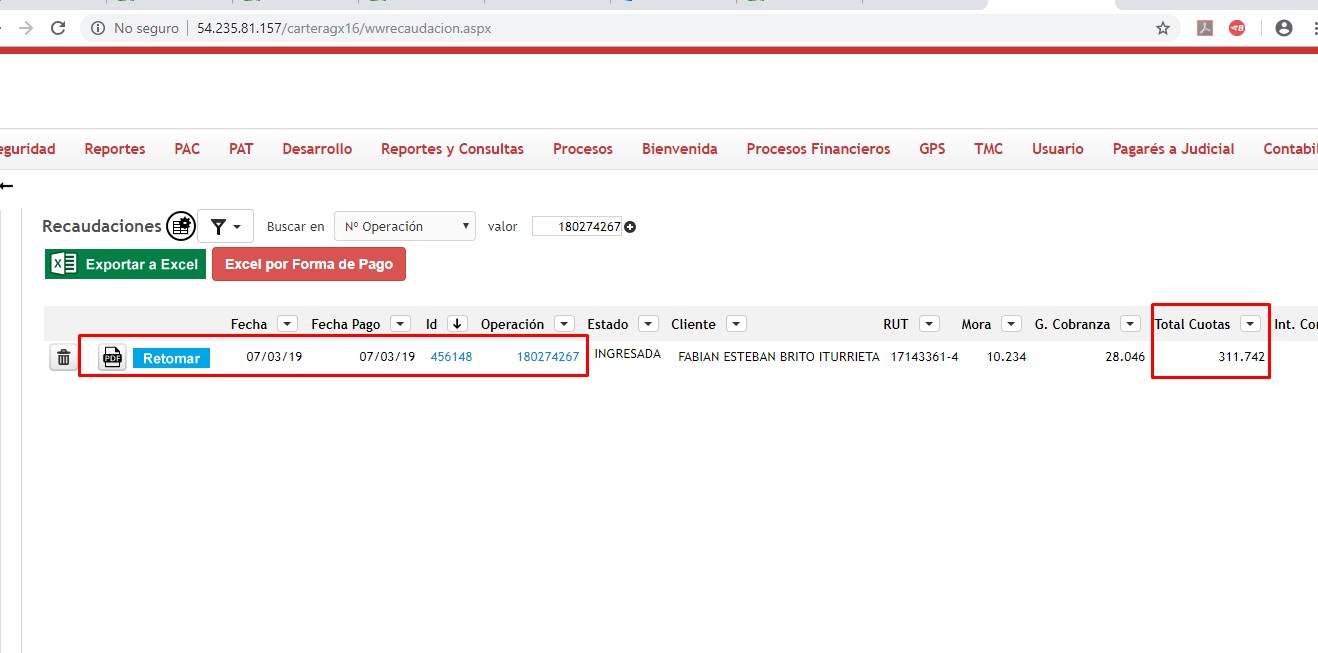 No seguro | 54.235.81.157/carteragx16/wwrecaudacion.aspx
eguridad Reportes PAC PAT Desarrollo Reportes y Consultas Procesos Bienvenida Procesos Financieros GPS TMC Usuario Pagarés a Judicial Contabil
Recaudaciones Buscar en Nº Operación valor 180274267
Exportar a Excel Excel por Forma de Pago
Fecha Fecha Pago Id Operación Estado Cliente RUT Mora G. Cobranza Total Cuotas Int. Co
PDF Retomar 07/03/19 07/03/19 456148 180274267 INGRESADA FABIAN ESTEBAN BRITO ITURRIETA 17143361-4 10.234 28.046 311.742